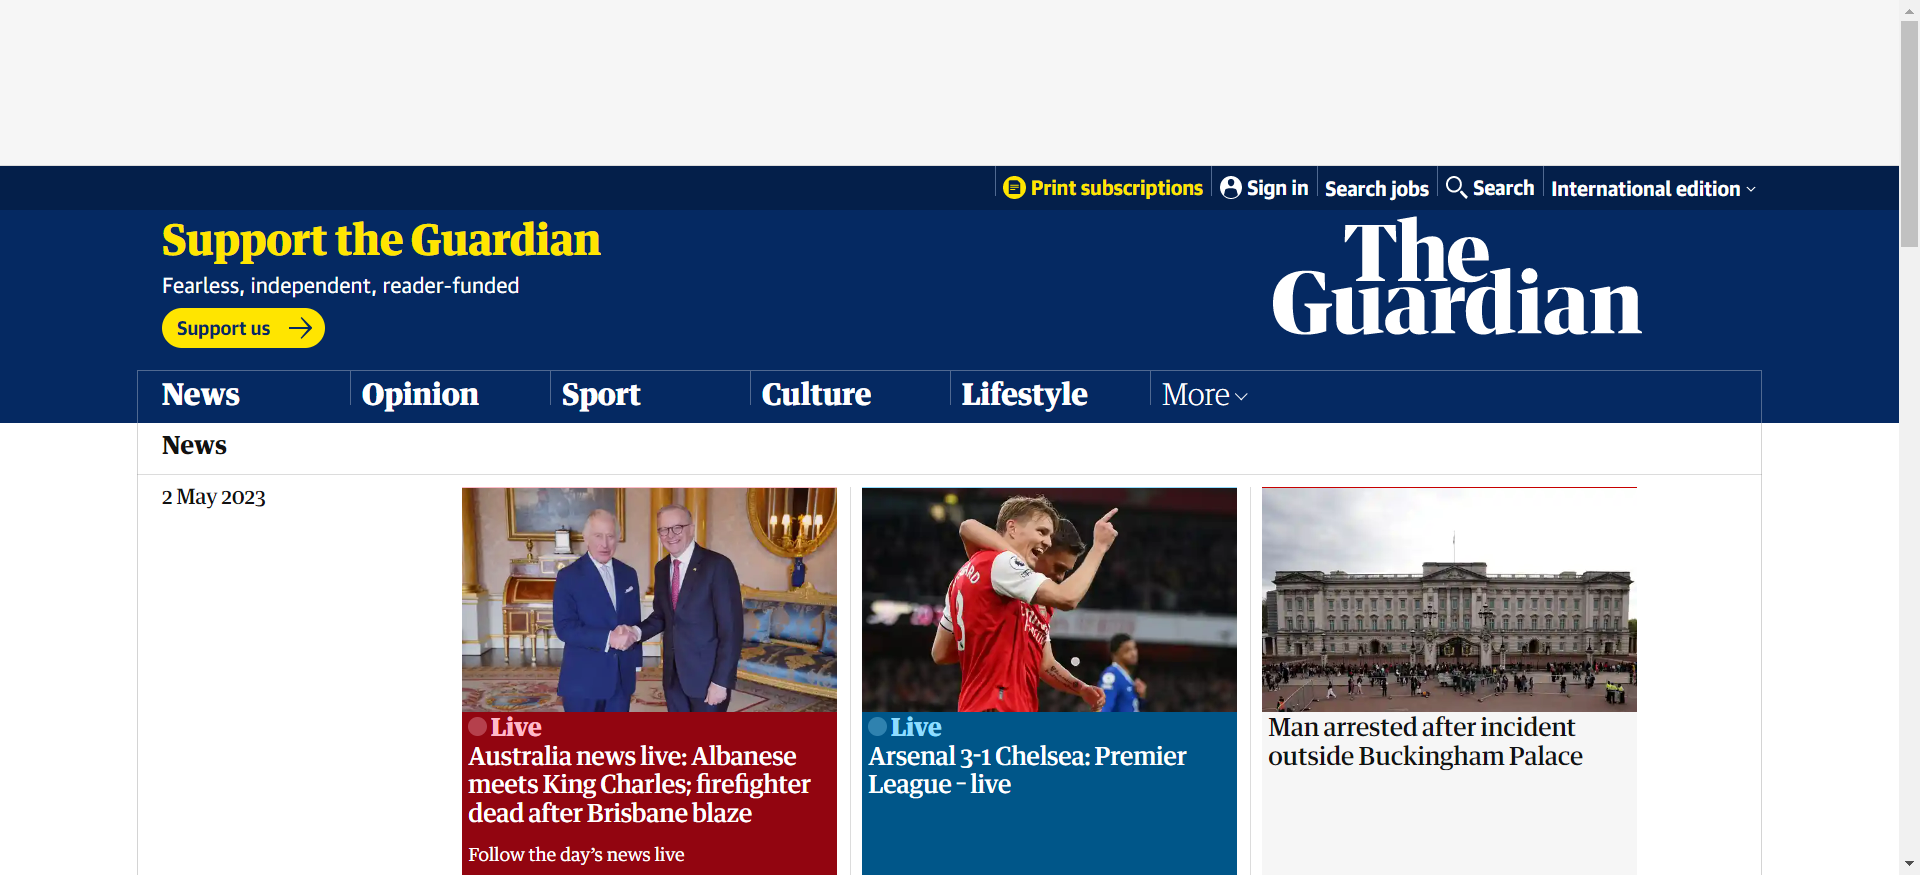 Print subscriptions
Sign in
Search jobs
Search
International edition
Support the Guardian
Fearless, independent, reader-funded
Support us
The
Guardian
News
Opinion
Sport
Culture
Lifestyle
More
News
2 May 2023
Live
Australia news live: Albanese
meets King Charles; firefighter
dead after Brisbane blaze
Follow the day's news live
Live
Arsenal 3-1 Chelsea: Premier
League – live
Man arrested after incident
outside Buckingham Palace